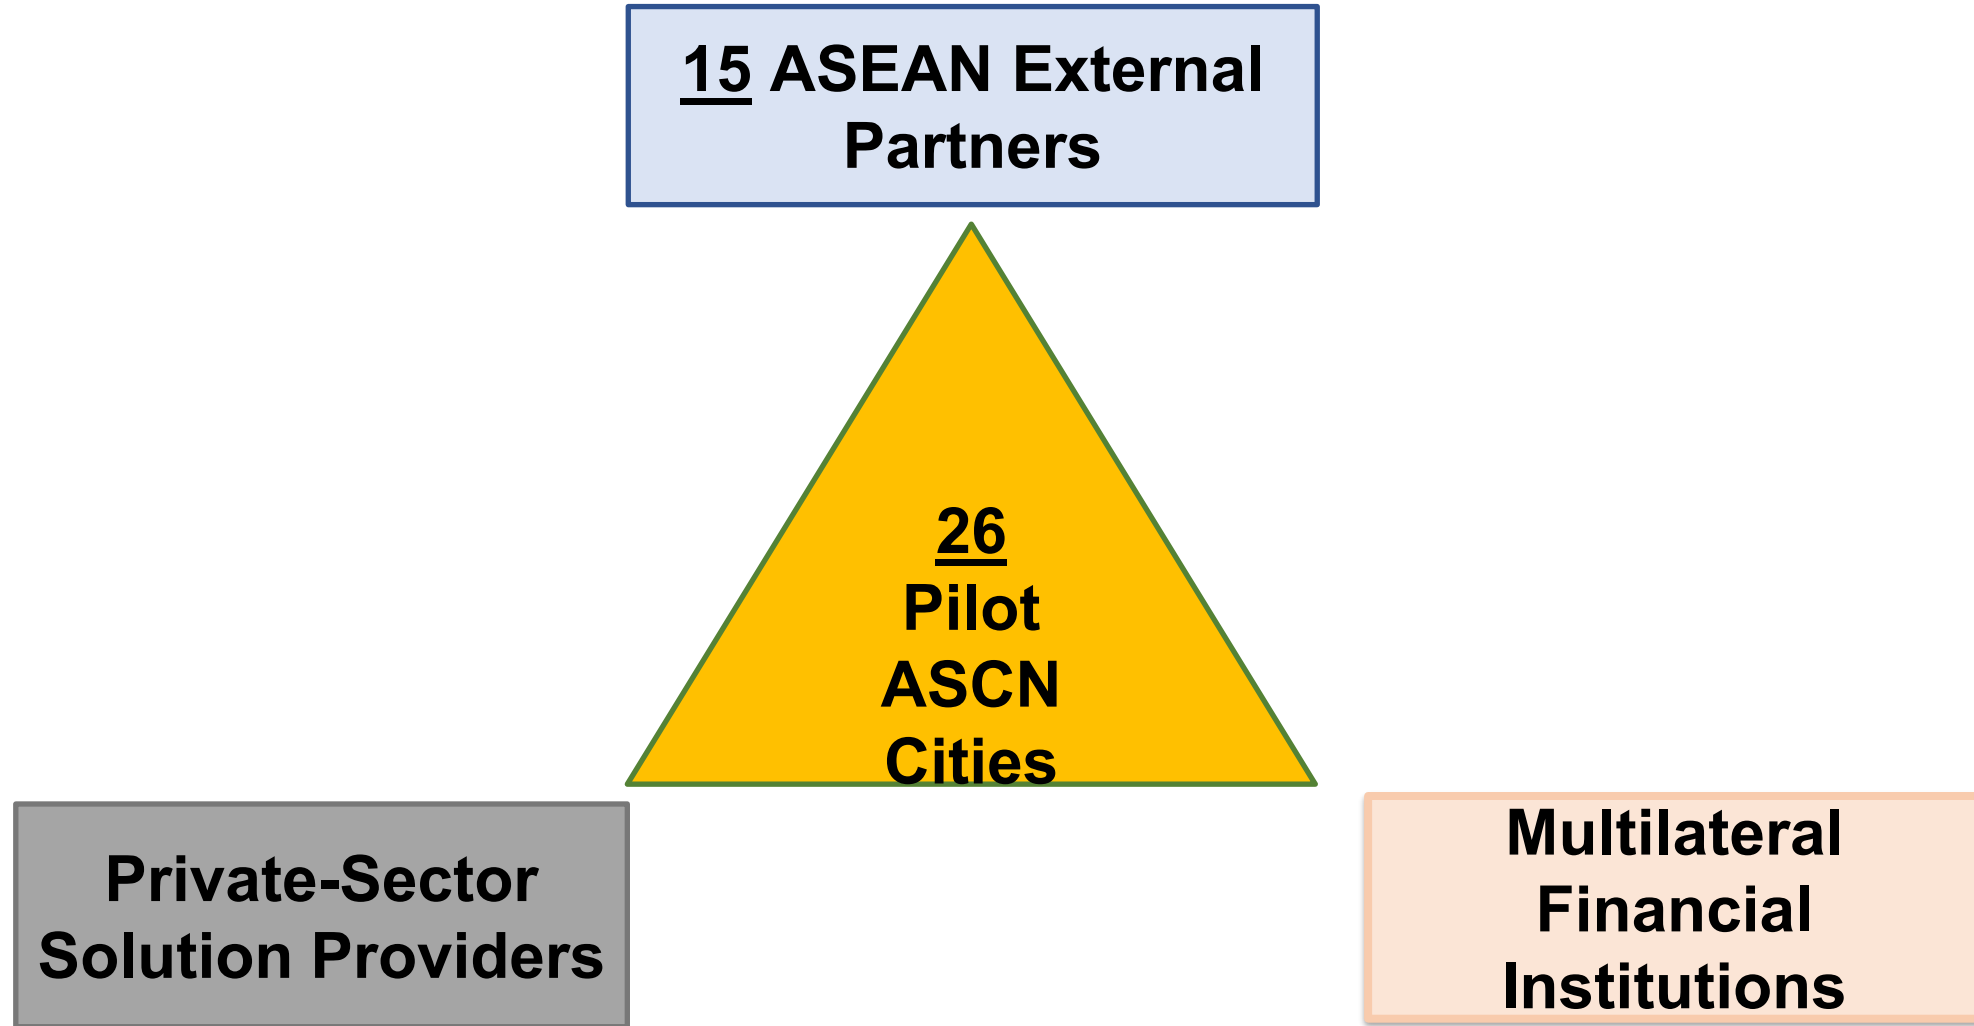 15 ASEAN External
Partners
26
Pilot
ASCN
Cities
Private-Sector
Solution Providers
Multilateral
Financial
Institutions